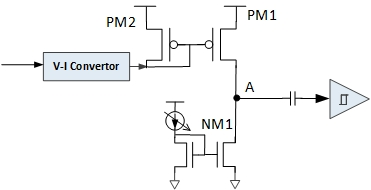 PM2
PM1
V-I Convertor
A
NM1